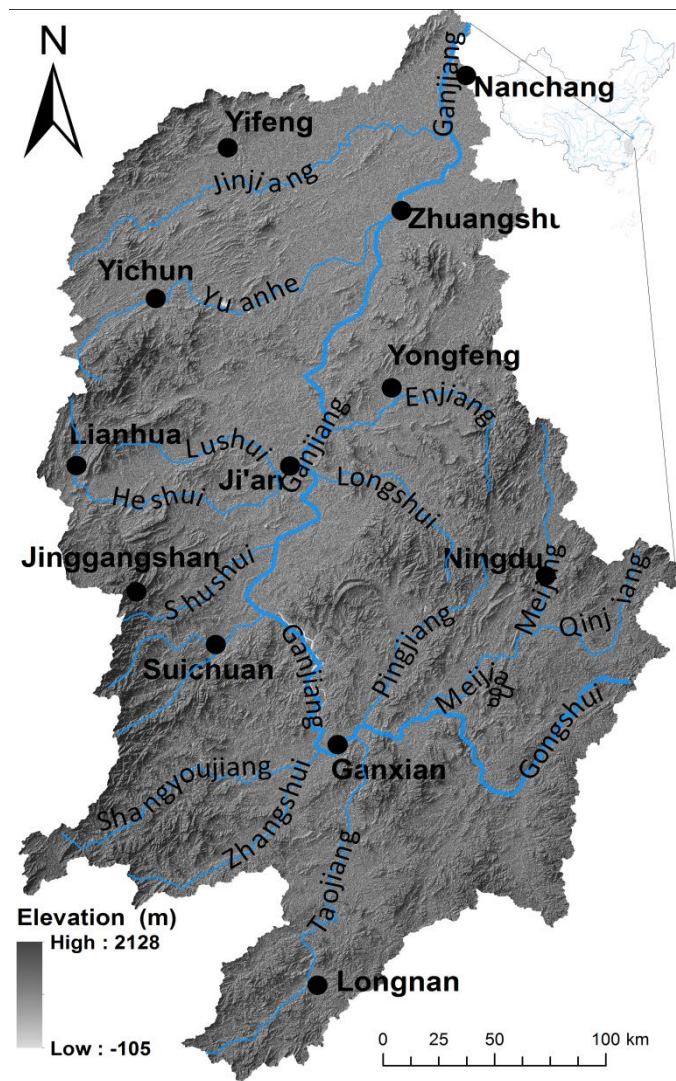 N
Ganjiang
Nanchang
Yifeng
Jinjiang
Zhuangshu
Yichun
Yuanhe
Yongfeng
Enjiang
Lianhua
Lushui
Ganjiang
Ji'an
Longshui
Heshui
Jinggangshan
Ningdu
Shushui
Meijiang
Qinjiang
Suichuan
Ganjiang
Pingjiang
Meijiang
Gongshui
Ganxian
Shangyoujiang
Zhangshui
Taojiang
Elevation (m)
High : 2128
Longnan
Low : -105
0 25 50 100 km